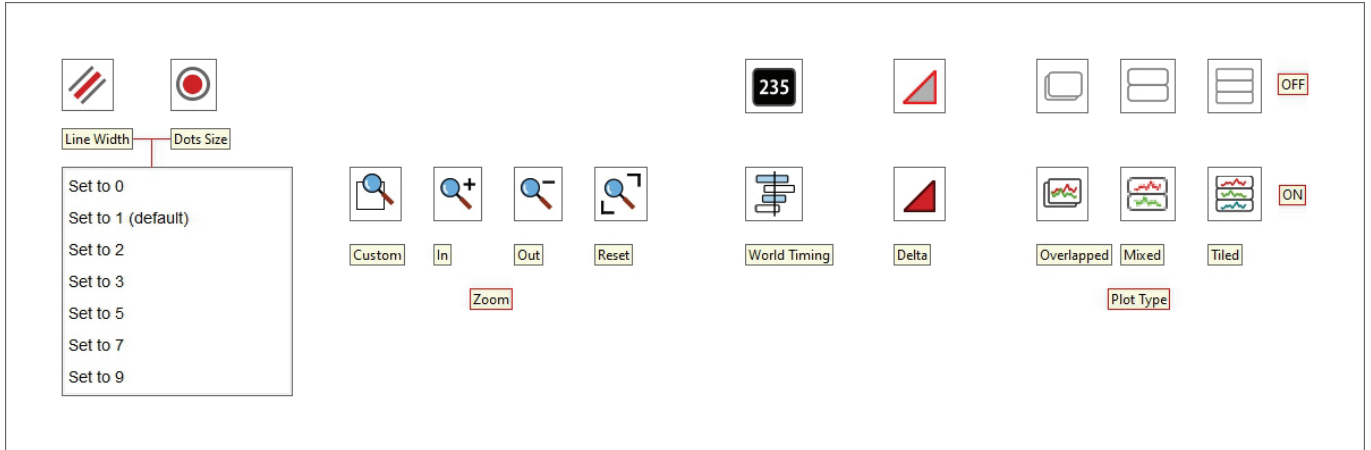 235
OFF
Line Width
Dots Size
Set to 0
Set to 1 (default)
Set to 2
Set to 3
Set to 5
Set to 7
Set to 9
ON
Custom
In
Out
Reset
World Timing
Delta
Overlapped
Mixed
Tiled
Zoom
Plot Type